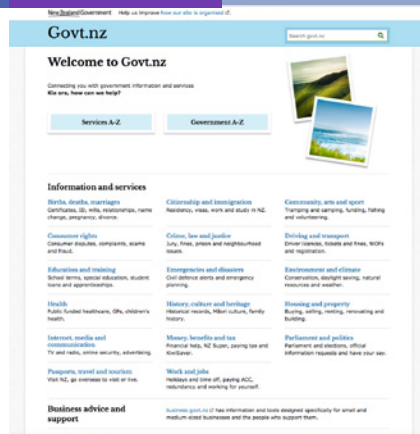 New Zealand Government Help us improve how our site is organised
Govt.nz
Search govt.nz
Welcome to Govt.nz
Connecting you with government information and services
Kia ora, how can we help?
Services A-Z
Government A-Z
Information and services
Births, deaths, marriages
Certificates, ID, wills, relationships, name
change, pregnancy, divorce.
Citizenship and immigration
Residency, visas, work and study in NZ.
Community, arts and sport
Tramping and camping, funding, fishing
and volunteering.
Consumer rights
Consumer disputes, complaints, scams
and fraud.
Crime, law and justice
Jury, fines, prison and neighbourhood
issues.
Driving and transport
Driver licences, tickets and fines, WOFs
and registration.
Education and training
School terms, special education, student
loans and apprenticeships.
Emergencies and disasters
Civil defence alerts and emergency
planning.
Environment and climate
Conservation, daylight saving, natural
resources and weather.
Health
Public funded healthcare, GPs, children's
health.
History, culture and heritage
Historical records, Māori culture, family
history.
Housing and property
Buying, selling, renting, renovating and
building.
Internet, media and
communication
TV and radio, online security, advertising.
Money, benefits and tax
Financial help, NZ Super, paying tax and
KiwiSaver.
Parliament and politics
Parliament and elections, official
information requests and have your say.
Passports, travel and tourism
Visit NZ, go overseas to visit or live.
Work and jobs
Holidays and time off, paying ACC,
redundancy and working for yourself.
Business advice and
support
business.govt.nz has information and tools designed specifically for small and
medium-sized businesses and the people who support them.